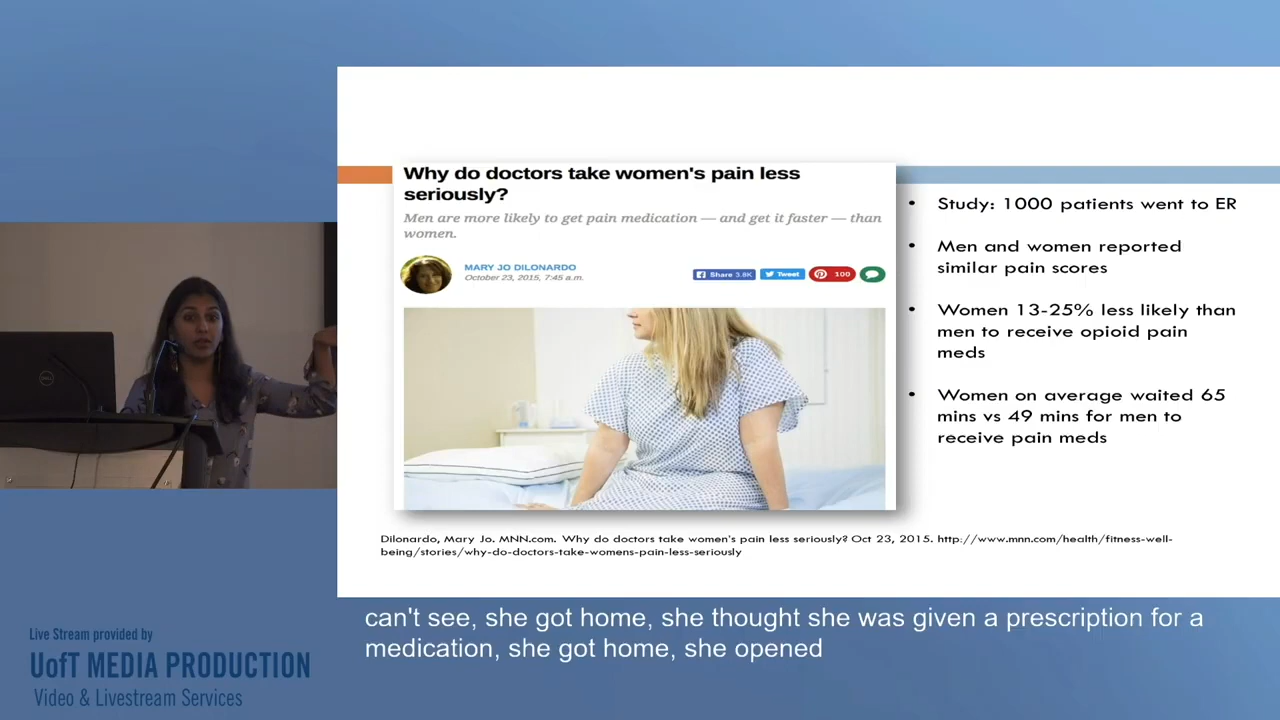 Why do doctors take women's pain less
seriously?
Men are more likely to get pain medication — and get it faster — than
women.
MARY JO DILONARDO
October 23, 2015, 7:45 a.m.
Share 3.8K
Tweet
100
• Study: 1000 patients went to ER
• Men and women reported
similar pain scores
• Women 13-25% less likely than
men to receive opioid pain
meds
• Women on average waited 65
mins vs 49 mins for men to
receive pain meds
Dilonardo, Mary Jo. MNN.com. Why do doctors take women's pain less seriously? Oct 23, 2015. http://www.mnn.com/health/fitness-well-
being/stories/why-do-doctors-take-womens-pain-less-seriously
can't see, she got home, she thought she was given a prescription for a
medication, she got home, she opened
Live Stream provided by
UofT MEDIA PRODUCTION
Video & Livestream Services
DELL